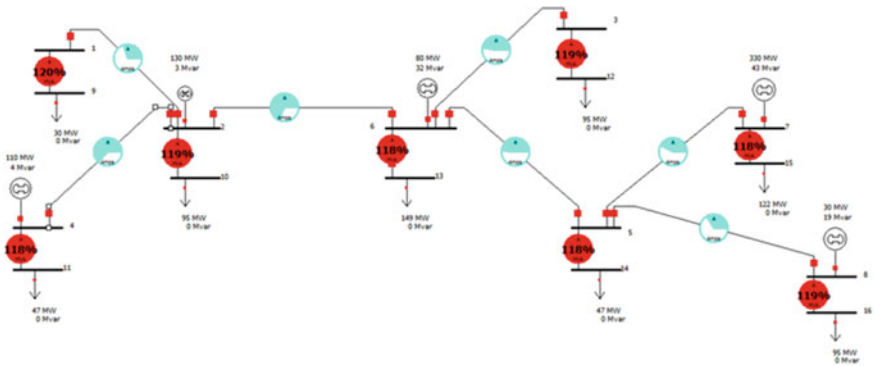 3
1
130 MW
3 Mvar
80 MW
32 Mvar
119%
12
120%
9
330 MW
43 Mvar
95 MW
0 Mvar
30 MW
0 Mvar
2
6
7
110 MW
4 Mvar
119%
118%
118%
10
13
15
95 MW
0 Mvar
149 MW
0 Mvar
122 MW
0 Mvar
30 MW
19 Mvar
4
5
118%
118%
11
14
8
119%
16
47 MW
0 Mvar
47 MW
0 Mvar
95 MW
0 Mvar